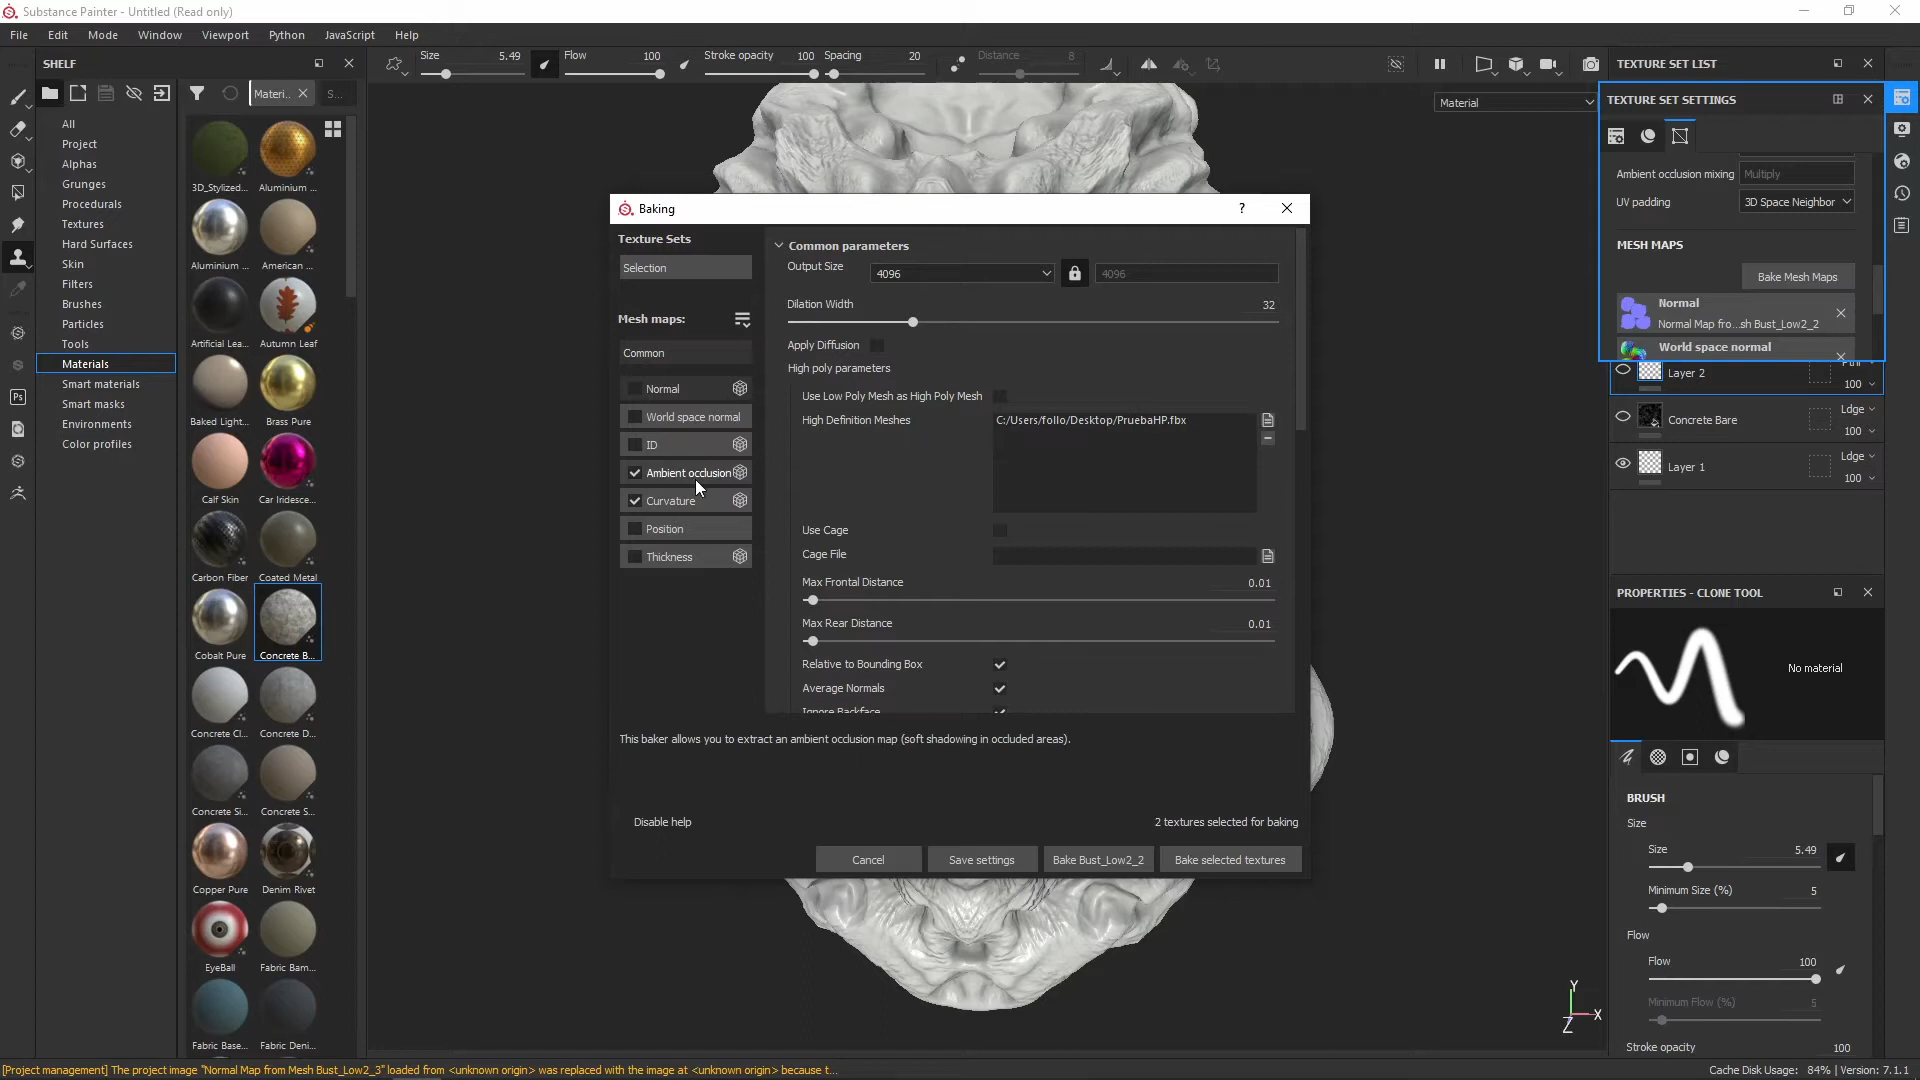 Substance Painter - Untitled (Read only)
File Edit Mode Window Viewport Python JavaScript Help
SHELF
Size 5.49
Flow 100
Stroke opacity 100
Spacing 20
Distance 8
TEXTURE SET LIST
Materi...
S...
All
Project
Alphas
Grunges
Procedurals
Textures
Hard Surfaces
Skin
Filters
Brushes
Particles
Tools
Materials
Smart materials
Smart masks
Environments
Color profiles
3D_Stylized... Aluminium ...
Aluminium ... American ...
Artificial Lea... Autumn Leaf
Baked Light... Brass Pure
Calf Skin Car Iridesce...
Carbon Fiber Coated Metal
Cobalt Pure Concrete B...
Concrete Cl... Concrete D...
Concrete Si... Concrete S...
Copper Pure Denim Rivet
EyeBall Fabric Bam...
Fabric Base... Fabric Deni...
Material
Baking
?
Texture Sets
Selection
Mesh maps:
Common
Normal
World space normal
ID
Ambient occlusion
Curvature
Position
Thickness
Common parameters
Output Size 4096 4096
Dilation Width 32
Apply Diffusion
High poly parameters
Use Low Poly Mesh as High Poly Mesh
High Definition Meshes C:/Users/follo/Desktop/PruebaHP.fbx
Use Cage
Cage File
Max Frontal Distance 0.01
Max Rear Distance 0.01
Relative to Bounding Box
Average Normals
Ignore Backface
This baker allows you to extract an ambient occlusion map (soft shadowing in occluded areas).
Disable help
2 textures selected for baking
Cancel
Save settings
Bake Bust_Low2_2
Bake selected textures
TEXTURE SET SETTINGS
Ambient occlusion mixing Multiply
UV padding 3D Space Neighbor
MESH MAPS
Bake Mesh Maps
Normal
Normal Map fro...sh Bust_Low2_2
World space normal
Layer 2
100
Concrete Bare
Ldge
100
Layer 1
Ldge
100
PROPERTIES - CLONE TOOL
No material
BRUSH
Size
Size 5.49
Minimum Size (%) 5
Flow
Flow 100
Minimum Flow (%) 5
Stroke opacity 100
Y
X
Z
Ps
[Project management] The project image "Normal Map from Mesh Bust_Low2_3" loaded from <unknown origin> was replaced with the image at <unknown origin> because t...
Cache Disk Usage: 84% | Version: 7.1.1